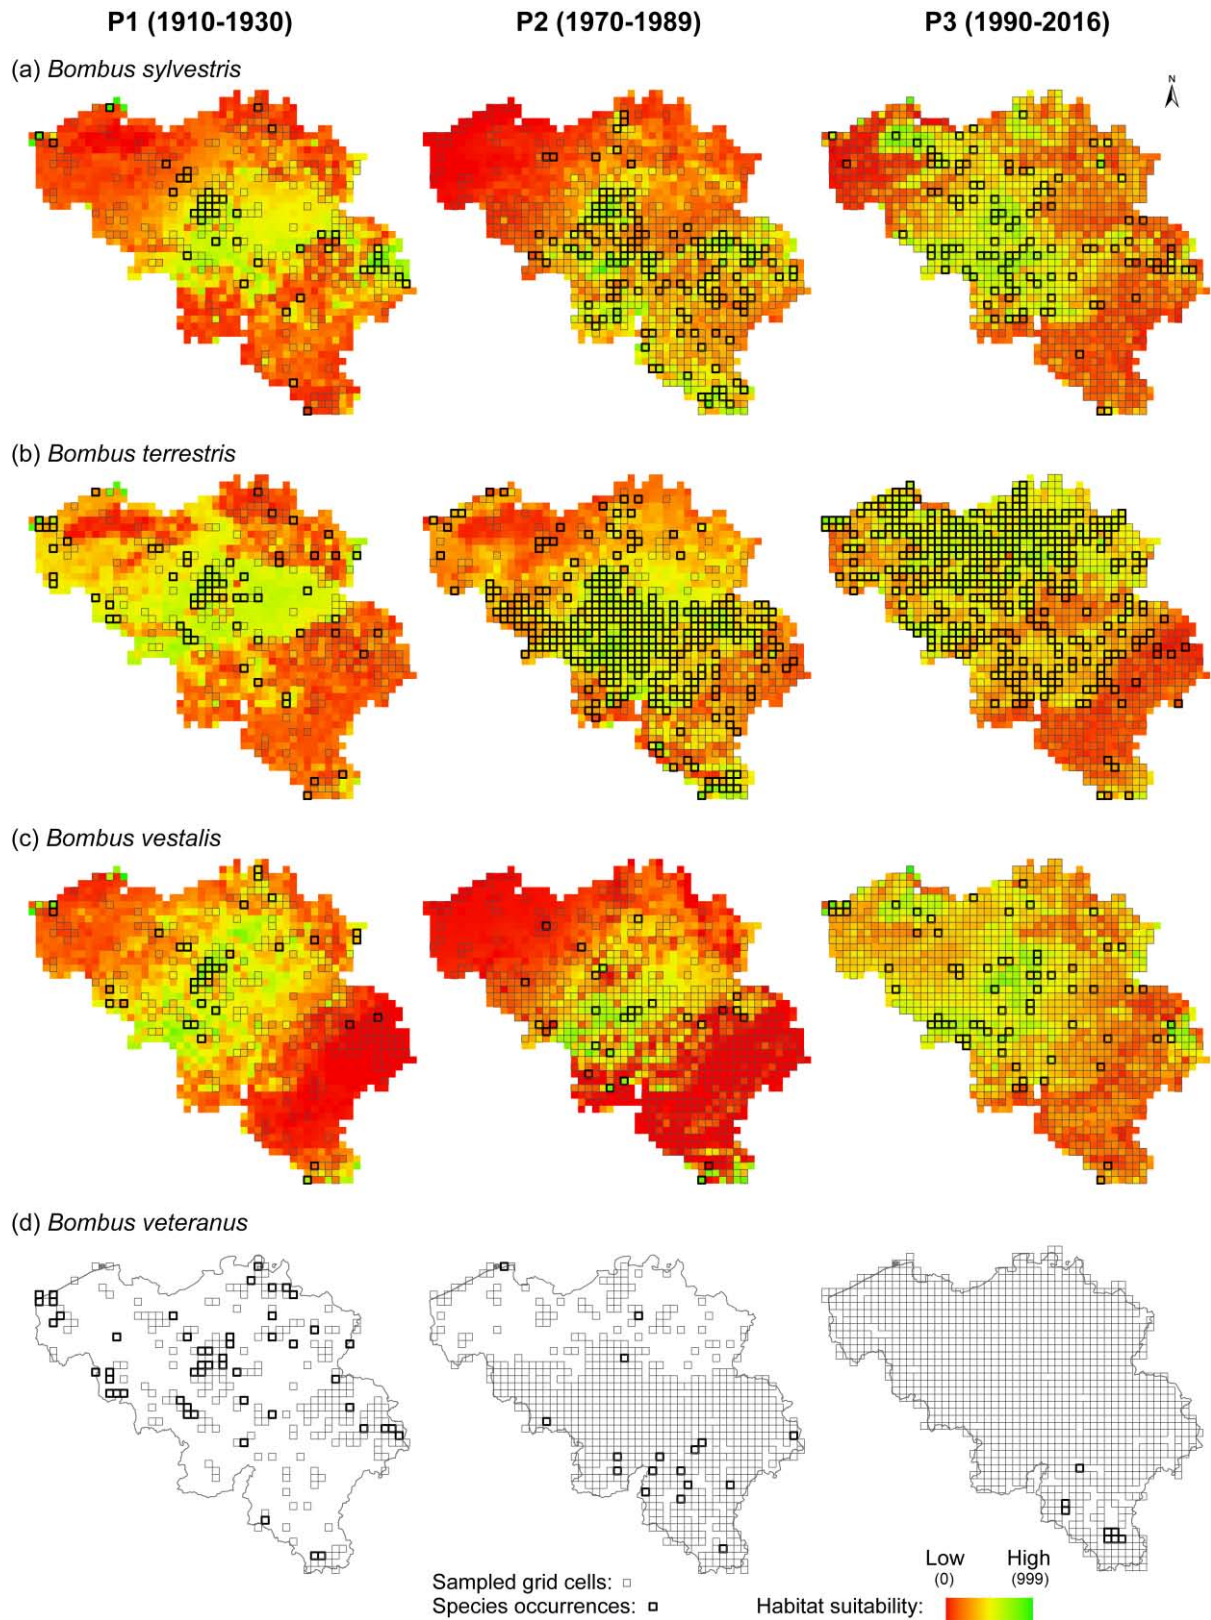 P1 (1910-1930) P2 (1970-1989) P3 (1990-2016)
(a) Bombus sylvestris
N
(b) Bombus terrestris
(c) Bombus vestalis
(d) Bombus veteranus
Low High
(0) (999)
Sampled grid cells:
Species occurrences: Habitat suitability: